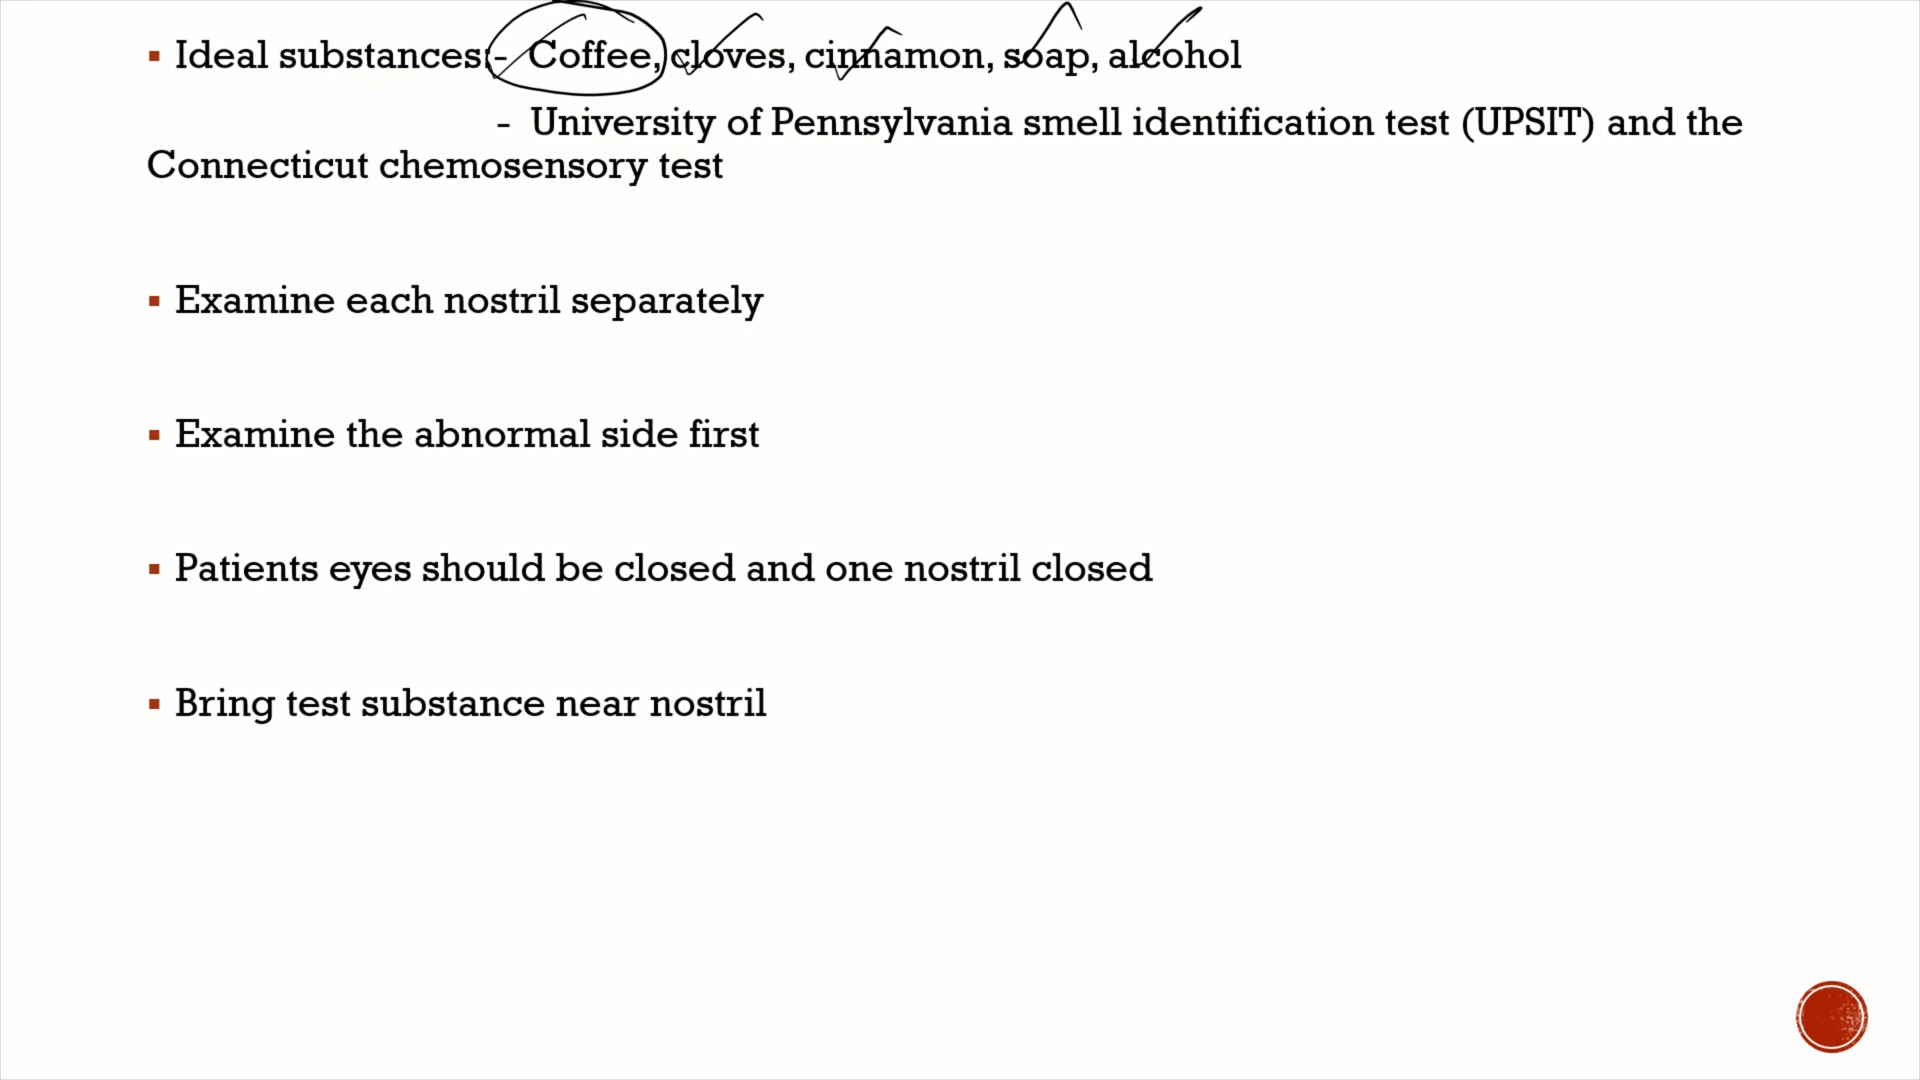 ▪ Ideal substances:- Coffee, cloves, cinnamon, soap, alcohol
- University of Pennsylvania smell identification test (UPSIT) and the
Connecticut chemosensory test
▪ Examine each nostril separately
▪ Examine the abnormal side first
▪ Patients eyes should be closed and one nostril closed
▪ Bring test substance near nostril